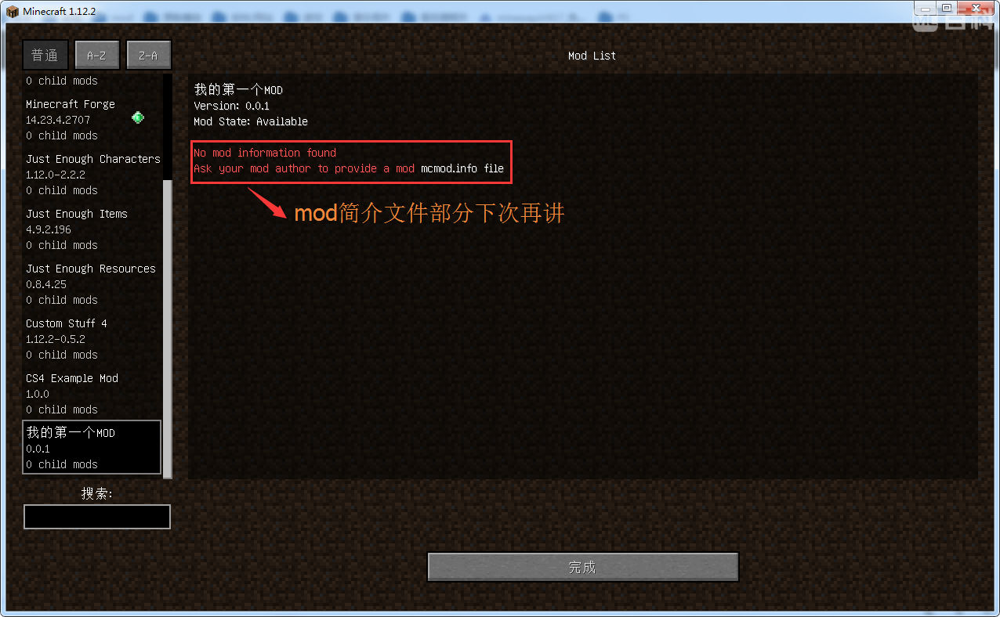 Minecraft 1.12.2
百科
普通
A-Z
Z-A
Mod List
0 child mods
Minecraft Forge
14.23.4.2707
0 child mods
Just Enough Characters
1.12.0-2.2.2
0 child mods
Just Enough Items
4.9.2.196
0 child mods
Just Enough Resources
0.8.4.25
0 child mods
Custom Stuff 4
1.12.2-0.5.2
0 child mods
CS4 Example Mod
1.0.0
0 child mods
我的第一个MOD
0.0.1
0 child mods
搜索:
我的第一个MOD
Version: 0.0.1
Mod State: Available
No mod information found
Ask your mod author to provide a mod mcmod.info file
mod简介文件部分下次再讲
完成